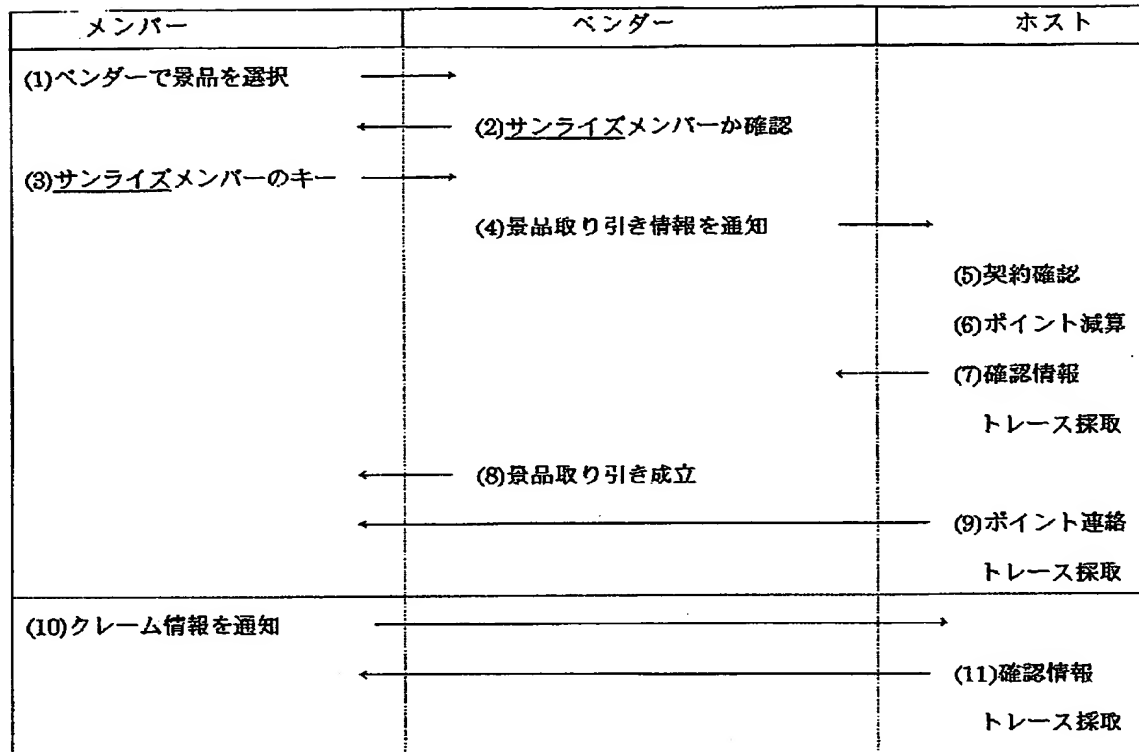 メンバー ベンダー ホスト
(1)ベンダーで景品を選択
(2)サンライズメンバーか確認
(3)サンライズメンバーのキー
(4)景品取り引き情報を通知
(5)契約確認
(6)ポイント減算
(7)確認情報
トレース採取
(8)景品取り引き成立
(9)ポイント連絡
トレース採取
(10)クレーム情報を通知
(11)確認情報
トレース採取